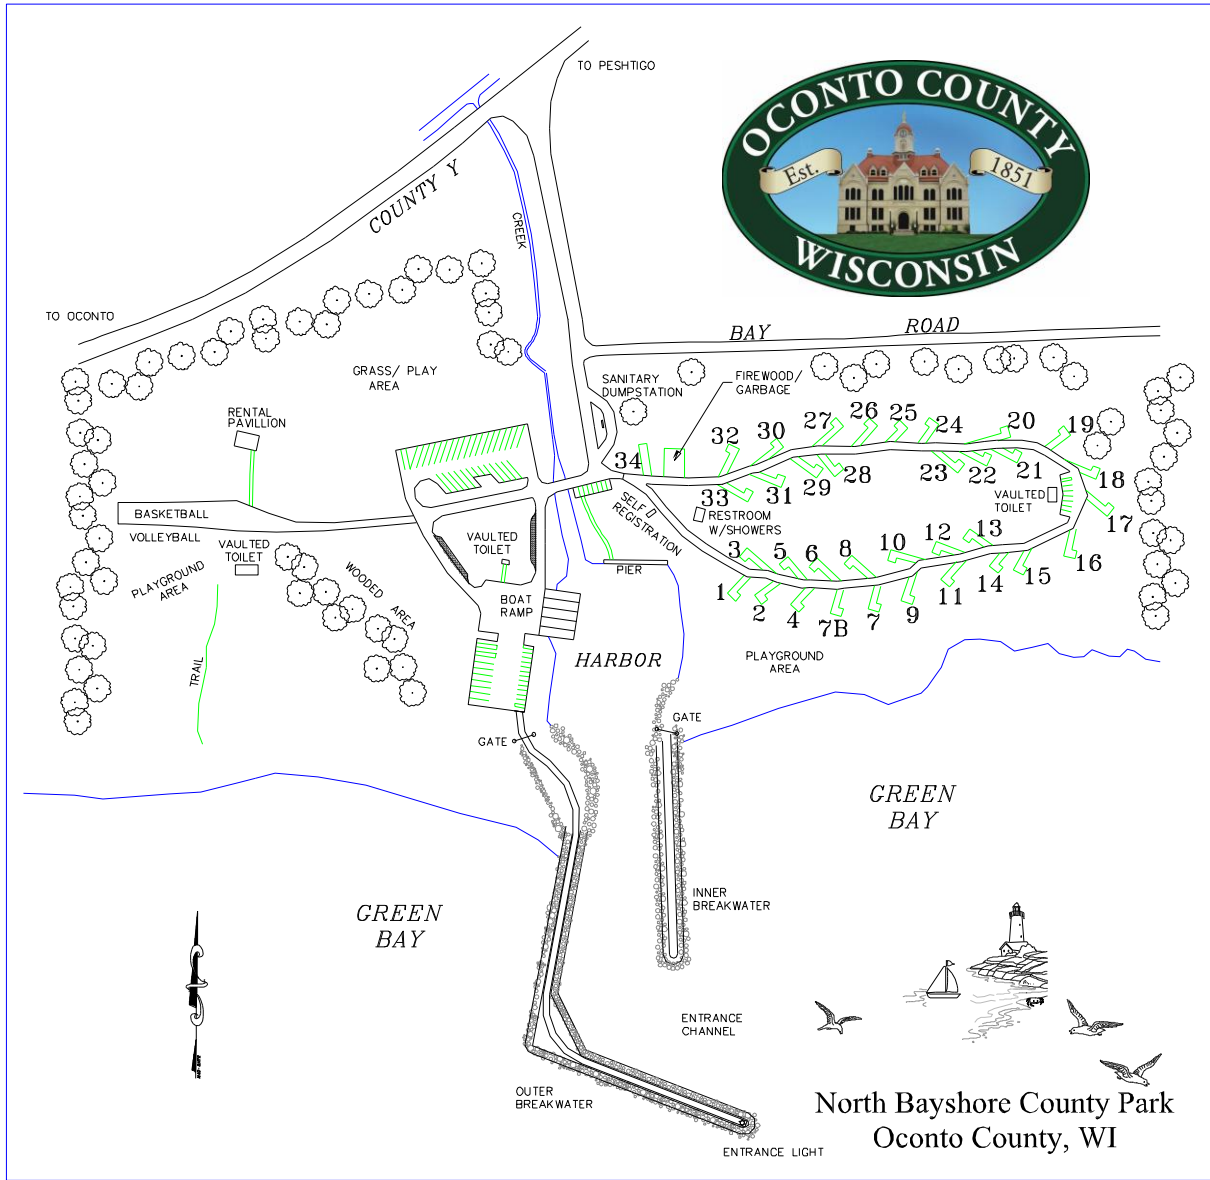 TO PESHTIGO
OCONTO COUNTY
Est.
1851
WISCONSIN
COUNTY Y
CREEK
TO OCONTO
BAY ROAD
GRASS/ PLAY
AREA
SANITARY
DUMPSTATION
FIREWOOD/
GARBAGE
RENTAL
PAVILLION
34
32
30
27
26
25
24
20
19
33
31
29
28
23
22
21
18
17
16
BASKETBALL
VOLLEYBALL
VAULTED
TOILET
PLAYGROUND
AREA
WOODED AREA
VAULTED
TOILET
SELF
REGISTRATION
RESTROOM
W/SHOWERS
VAULTED
TOILET
PIER
BOAT
RAMP
3
5
6
8
10
12
13
1
2
4
7B
7
9
11
14
15
HARBOR
PLAYGROUND
AREA
TRAIL
GATE
GATE
GREEN
BAY
GREEN
BAY
INNER
BREAKWATER
ENTRANCE
CHANNEL
OUTER
BREAKWATER
ENTRANCE LIGHT
North Bayshore County Park
Oconto County, WI